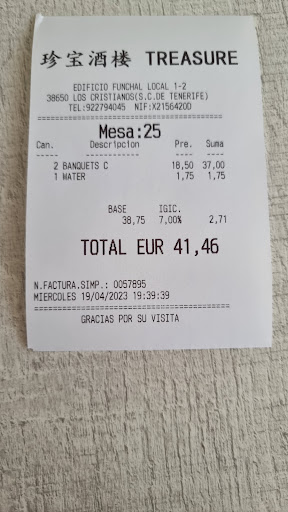 珍宝酒楼 TREASURE
EDIFICIO FUNCHAL LOCAL 1-2
38650 LOS CRISTIANOS(S.C.DE TENERIFE)
TEL:922794045 NIF:X2156420D
Mesa:25
Can. Descripcion Pre. Suma
2 BANQUETS C 18,50 37,00
1 WATER 1,75 1,75
BASE IGIC.
38,75 7,00% 2,71
TOTAL EUR 41,46
N.FACTURA.SIMP.: 0057895
MIERCOLES 19/04/2023 19:39:39
GRACIAS POR SU VISITA